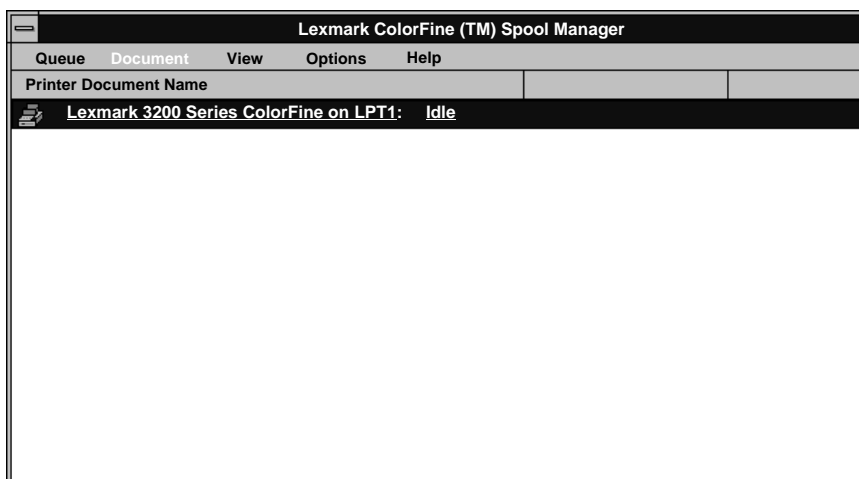 Lexmark ColorFine (TM) Spool Manager
Queue Document View Options Help
Printer Document Name
Lexmark 3200 Series ColorFine on LPT1: Idle